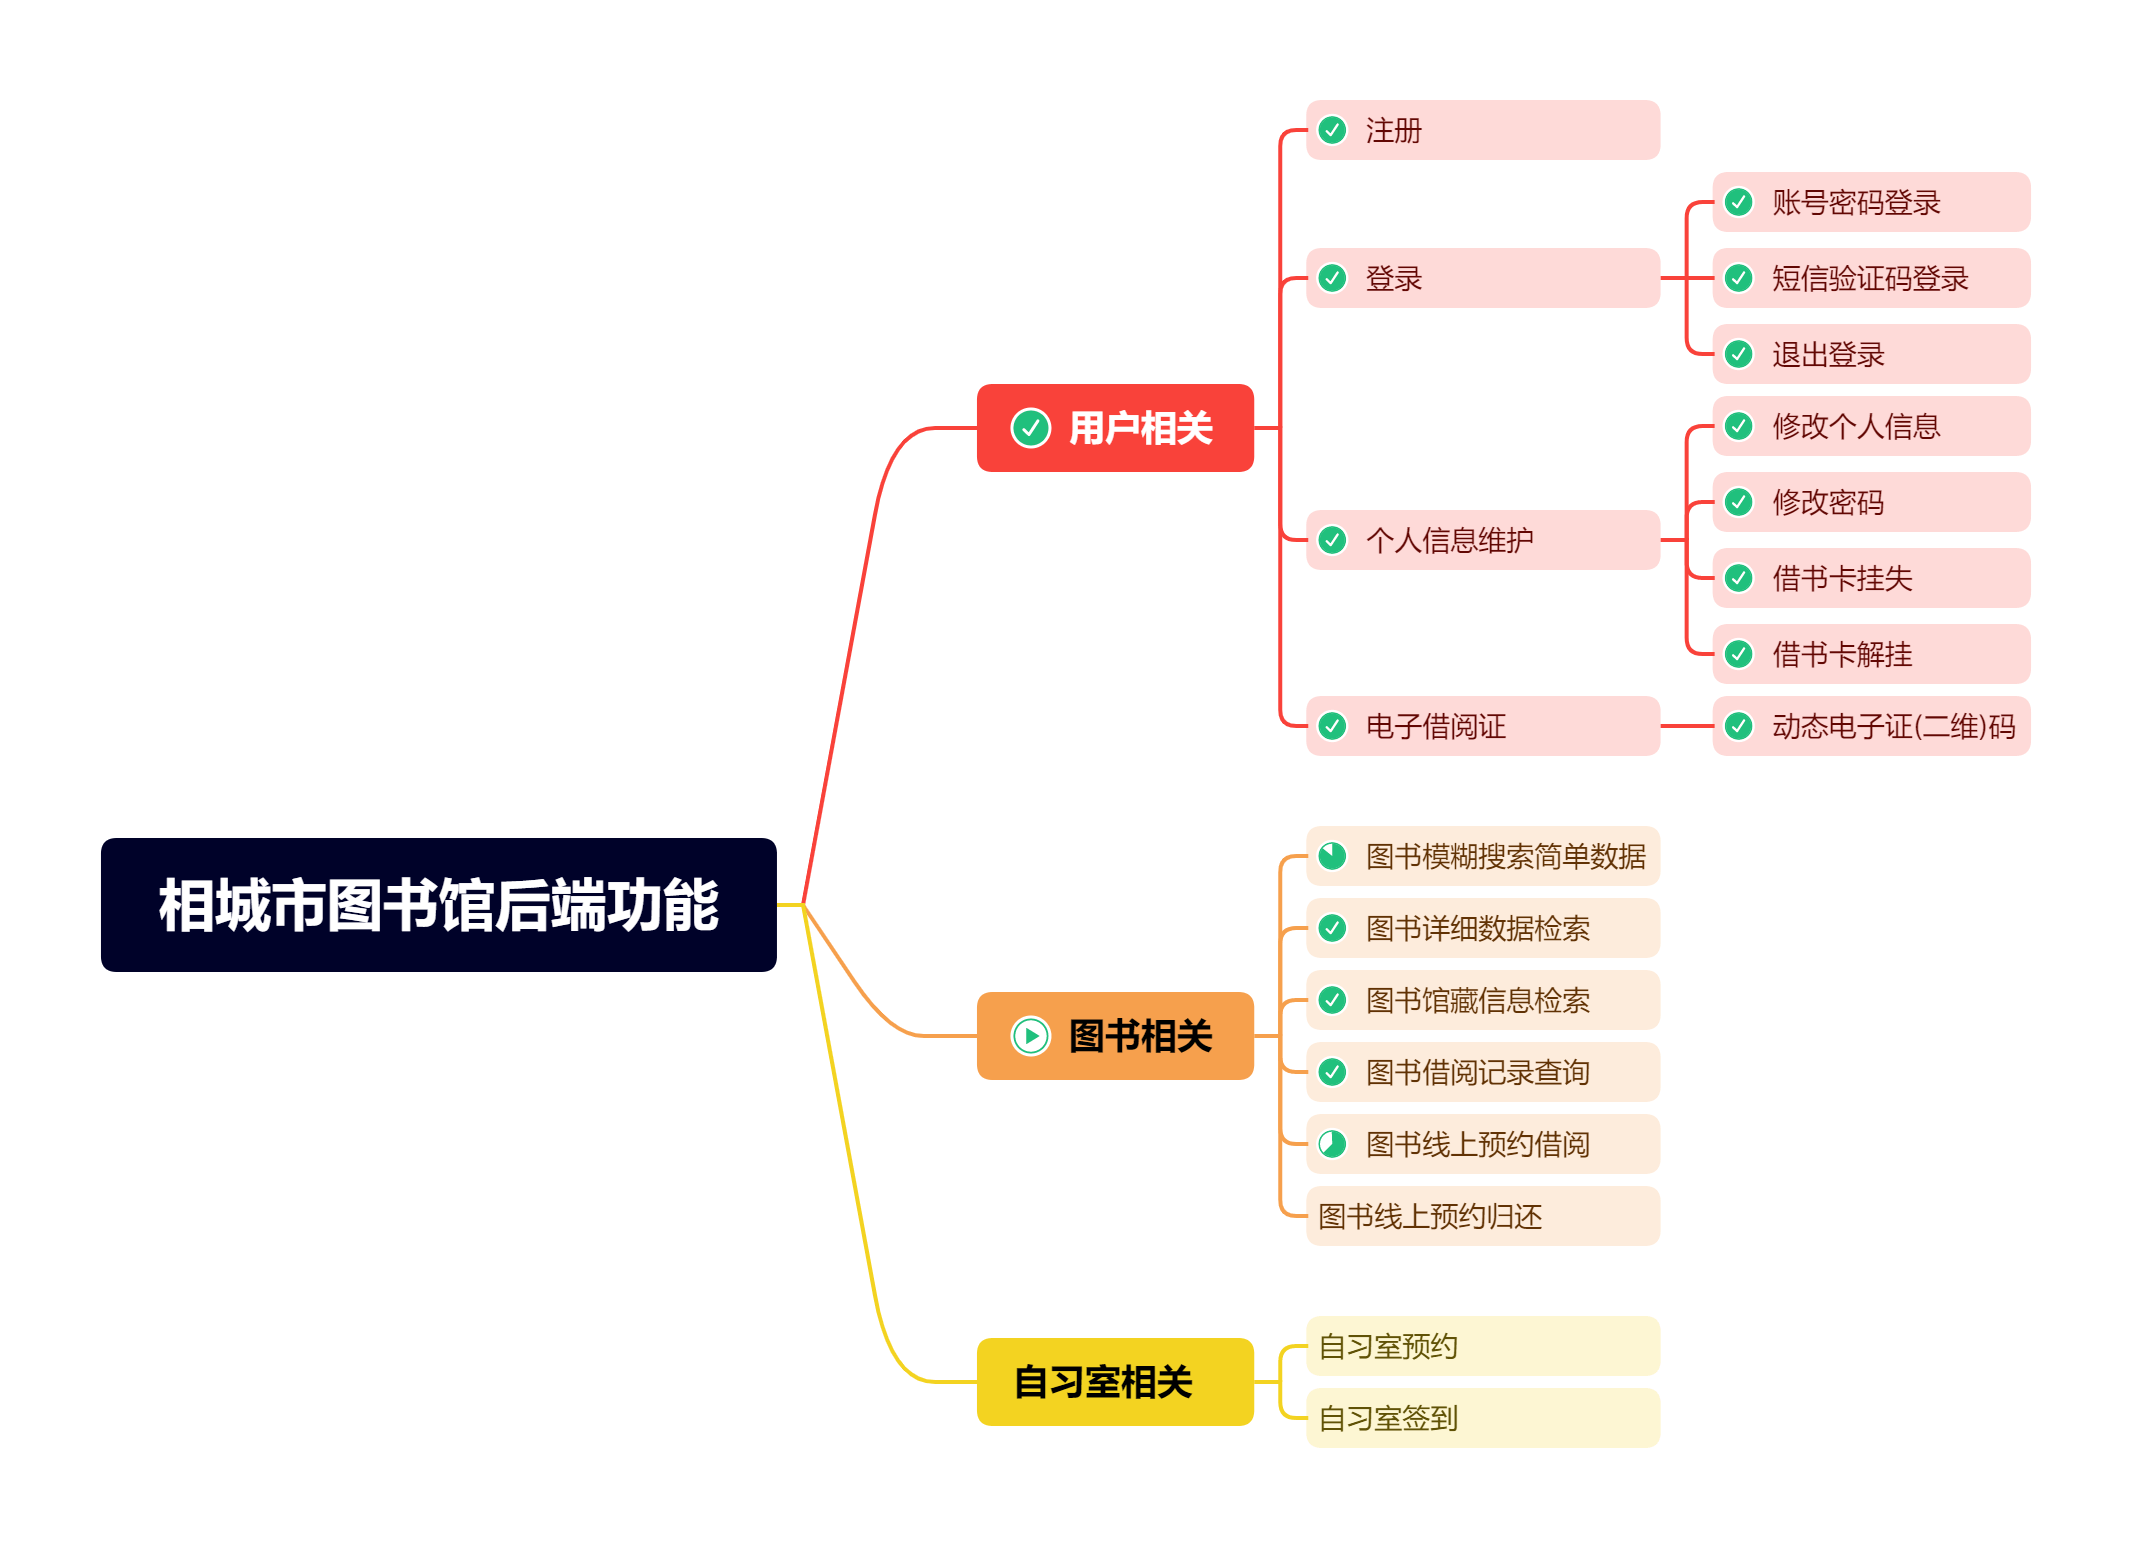 相城市图书馆后端功能
用户相关
注册
登录
账号密码登录
短信验证码登录
退出登录
个人信息维护
修改个人信息
修改密码
借书卡挂失
借书卡解挂
电子借阅证
动态电子证(二维)码
图书相关
图书模糊搜索简单数据
图书详细数据检索
图书馆藏信息检索
图书借阅记录查询
图书线上预约借阅
图书线上预约归还
自习室相关
自习室预约
自习室签到